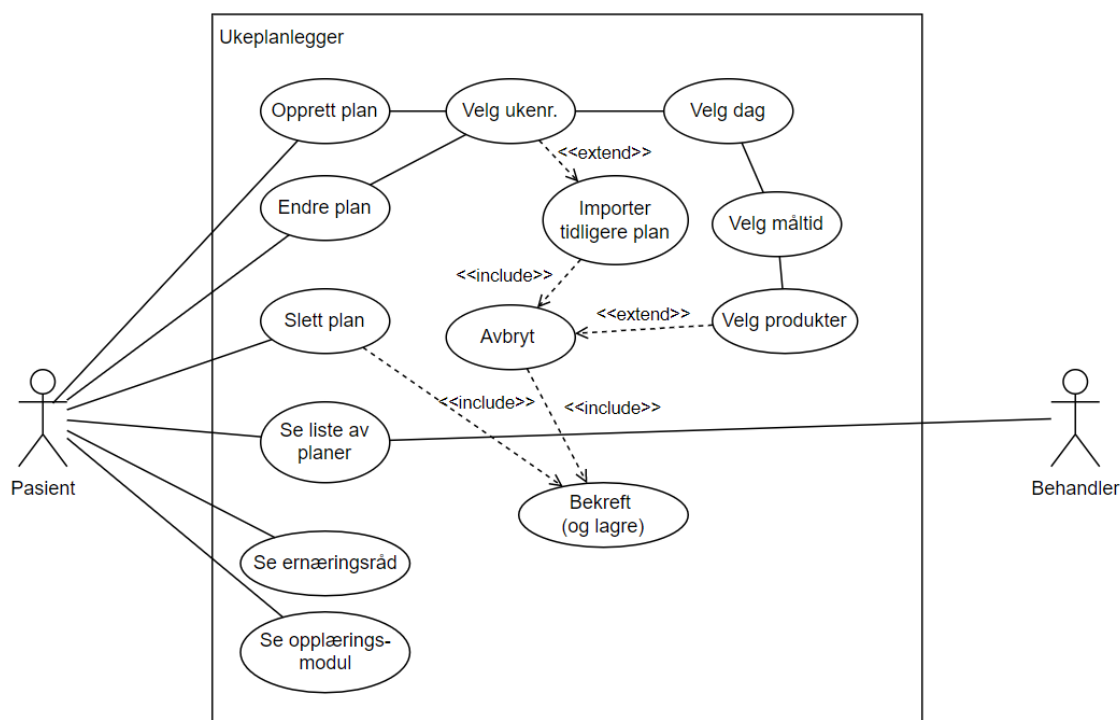 Ukeplanlegger
Opprett plan
Velg ukenr.
Velg dag
<<extend>>
Endre plan
Importer
tidligere plan
Velg måltid
<<include>>
Slett plan
Avbryt
<<extend>>
Velg produkter
<<include>>
<<include>>
Se liste av
planer
Pasient
Behandler
Bekreft
(og lagre)
Se ernæringsråd
Se opplærings-
modul